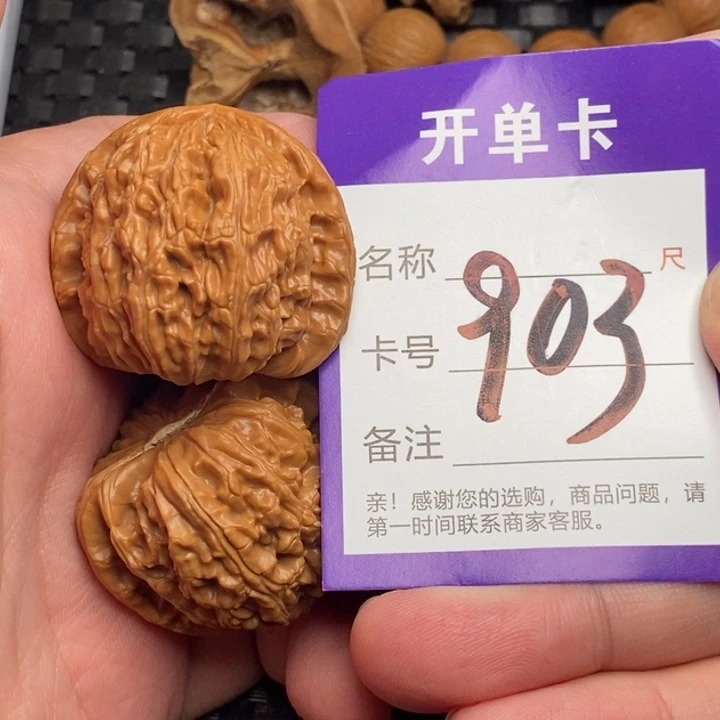 开单卡
名称 尺
卡号 903
备注
亲！感谢您的选购，商品问题，请
第一时间联系商家客服。